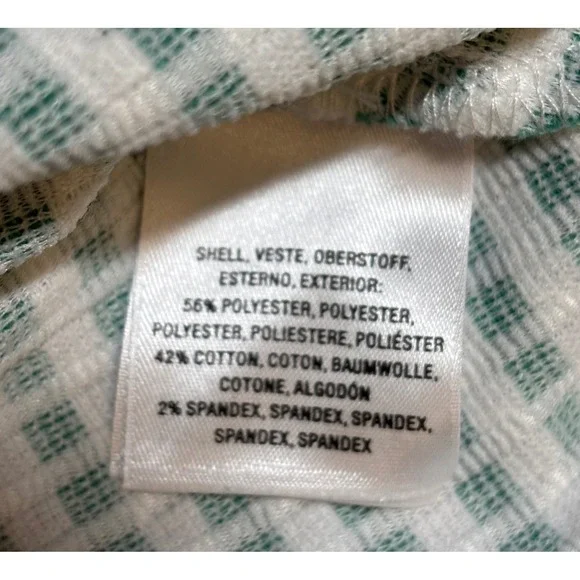 SHELL, VESTE, OBERSTOFF,
ESTERNO, EXTERIOR:
56% POLYESTER, POLYESTER,
POLYESTER, POLIESTERE, POLIÉSTER
42% COTTON, COTON, BAUMWOLLE,
COTONE, ALGODÓN
2% SPANDEX, SPANDEX, SPANDEX,
SPANDEX, SPANDEX